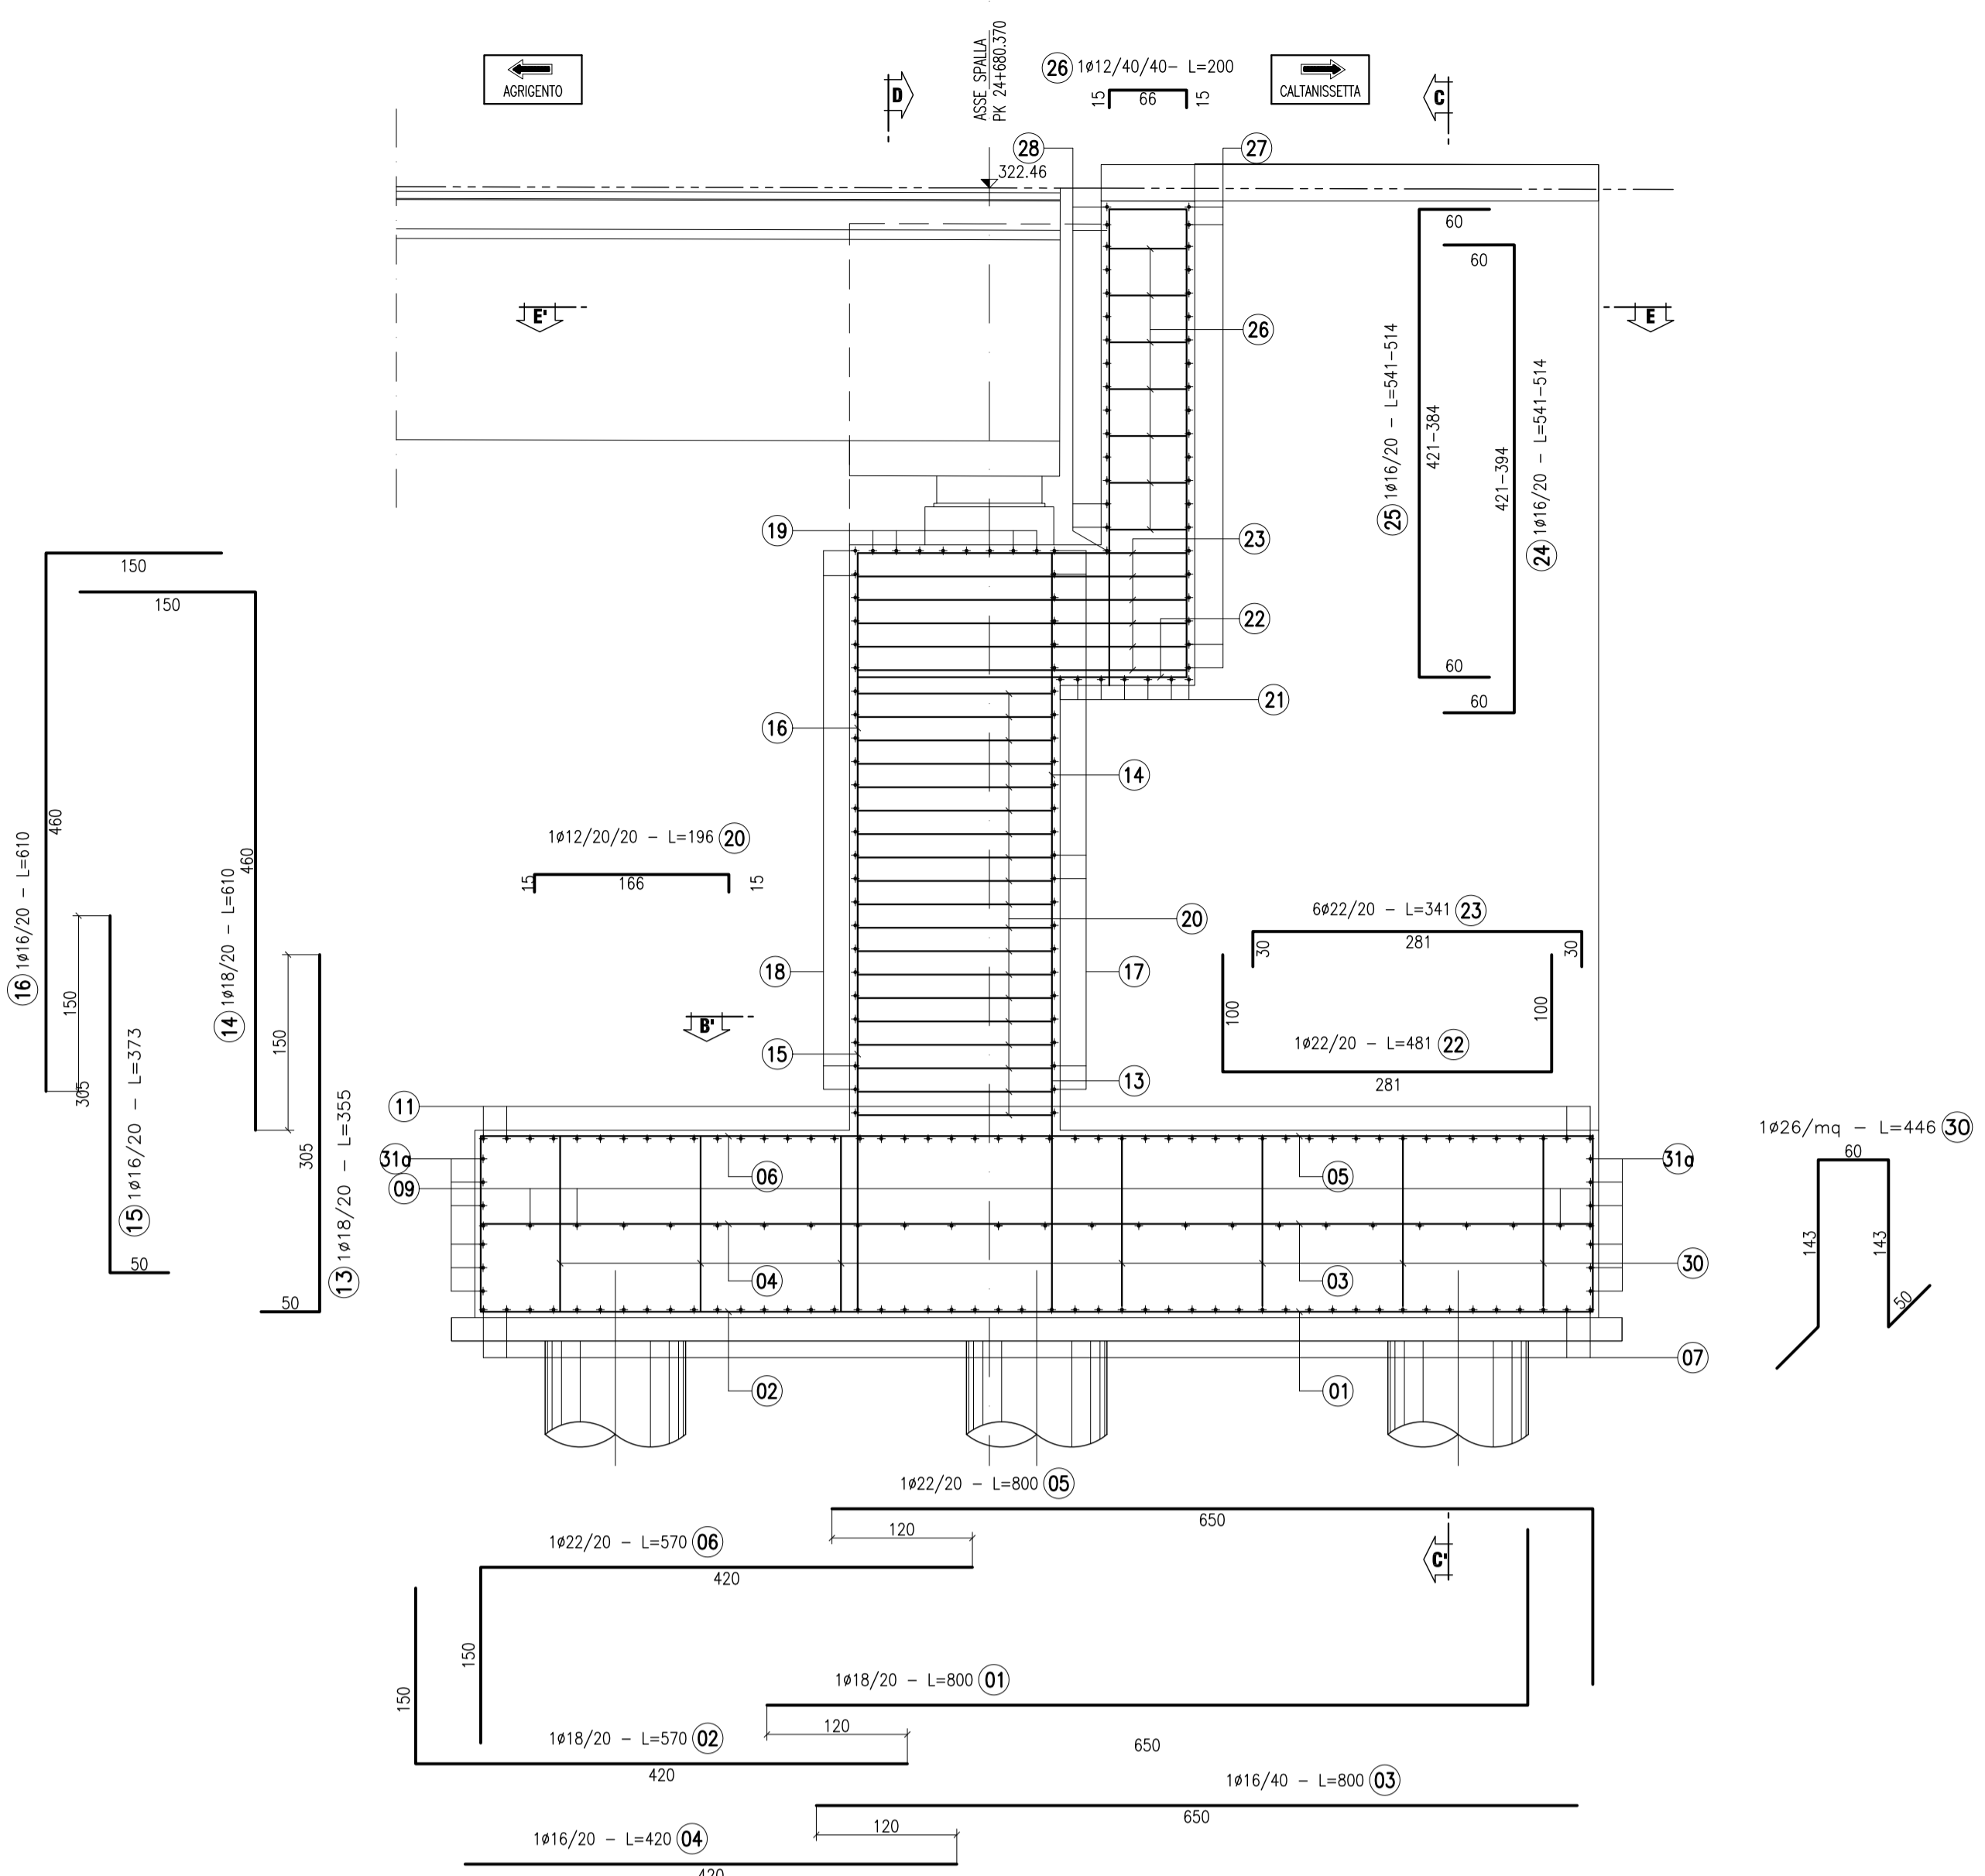 AGRIGENTO
D
ASSE SPALLA
PK 24+680.370
26 1ø12/40/40- L=200
15
66
15
CALTANISSETTA
C
28
27
322.46
60
60
E'
26
E
25 1ø16/20 - L=541-514
421-384
421-394
24 1ø16/20 - L=541-514
19
23
150
150
22
60
60
21
16
14
460
460
1ø12/20/20 - L=196 20
15
166
15
16 1ø16/20 - L=610
14 1ø18/20 - L=610
20
6ø22/20 - L=341 23
30
281
30
18
17
150
150
100
100
B'
1ø22/20 - L=481 22
281
15
13
305
15 1ø16/20 - L=373
50
305
13 1ø18/20 - L=355
50
11
31a
09
06
05
31a
04
03
30
02
01
07
1ø26/mq - L=446 30
60
143
143
50
1ø22/20 - L=800 05
120
650
1ø22/20 - L=570 06
420
C'
150
150
1ø18/20 - L=800 01
120
650
1ø18/20 - L=570 02
420
1ø16/40 - L=800 03
120
650
1ø16/20 - L=420 04
420